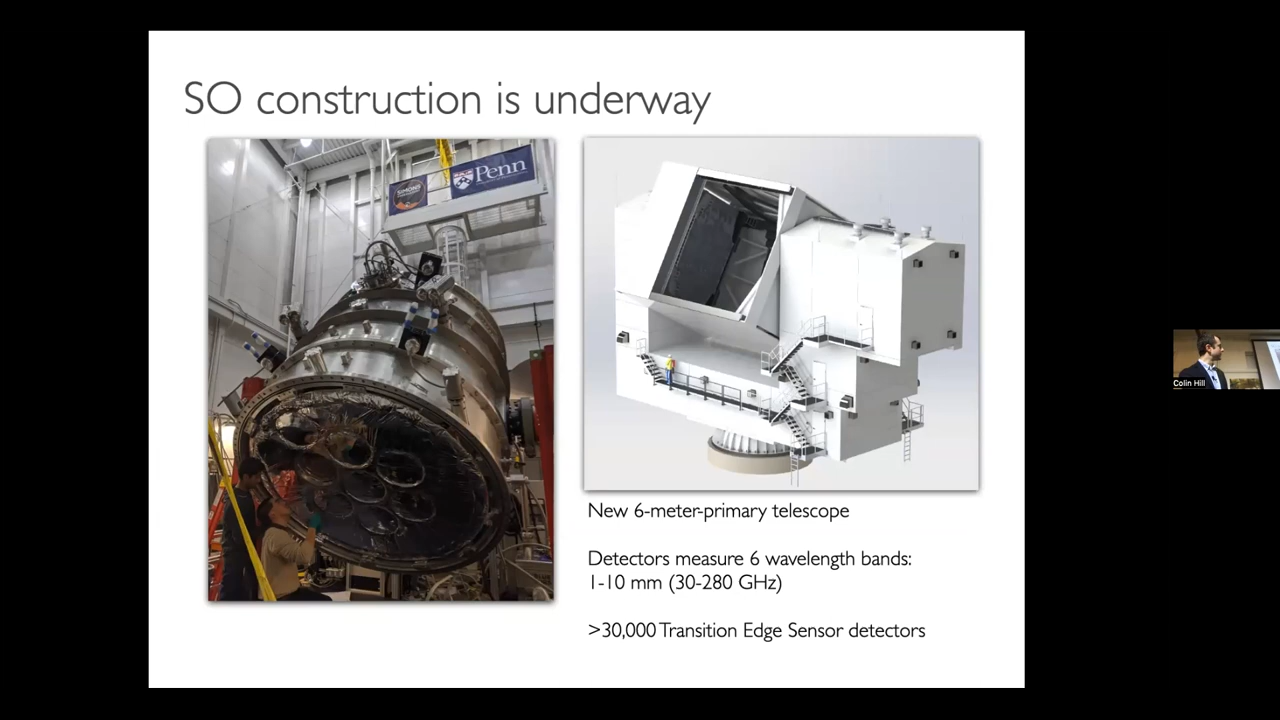 SO construction is underway
SIMONS
Penn
New 6-meter-primary telescope
Detectors measure 6 wavelength bands:
1-10 mm (30-280 GHz)
>30,000 Transition Edge Sensor detectors
Colin Hill